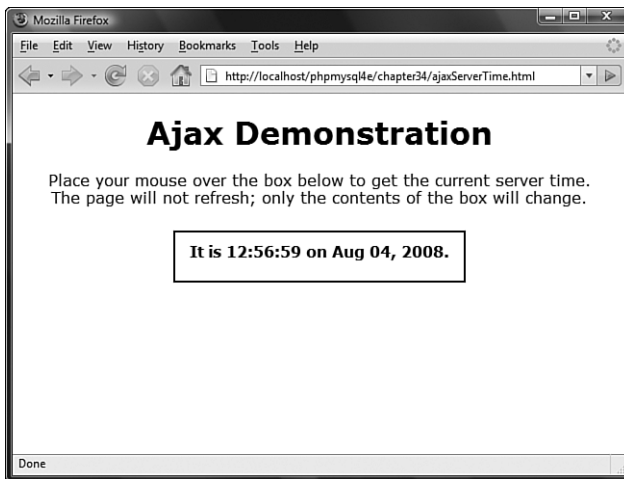 Mozilla Firefox
File Edit View History Bookmarks Tools Help
http://localhost/phpmysql4e/chapter34/ajaxServerTime.html
Ajax Demonstration
Place your mouse over the box below to get the current server time.
The page will not refresh; only the contents of the box will change.
It is 12:56:59 on Aug 04, 2008.
Done